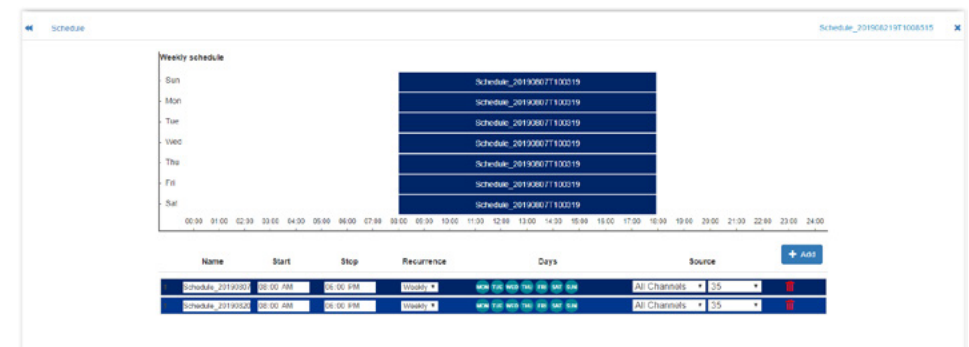 Schedule
Schedule_201908219T1008515
Weekly schedule
Sun Schedule_20190807T100319
Mon Schedule_20190807T100319
Tue Schedule_20190807T100319
Wed Schedule_20190807T100319
Thu Schedule_20190807T100319
Fri Schedule_20190807T100319
Sat Schedule_20190807T100319
00:00 01:00 02:00 03:00 04:00 05:00 06:00 07:00 08:00 09:00 10:00 11:00 12:00 13:00 14:00 15:00 16:00 17:00 18:00 19:00 20:00 21:00 22:00 23:00 24:00
Name Start Stop Recurrence Days Source + Add
Schedule_20190807 08:00 AM 06:00 PM Weekly MON TUE WED THU FRI SAT SUN All Channels 35
Schedule_20190820 08:00 AM 06:00 PM Weekly MON TUE WED THU FRI SAT SUN All Channels 35